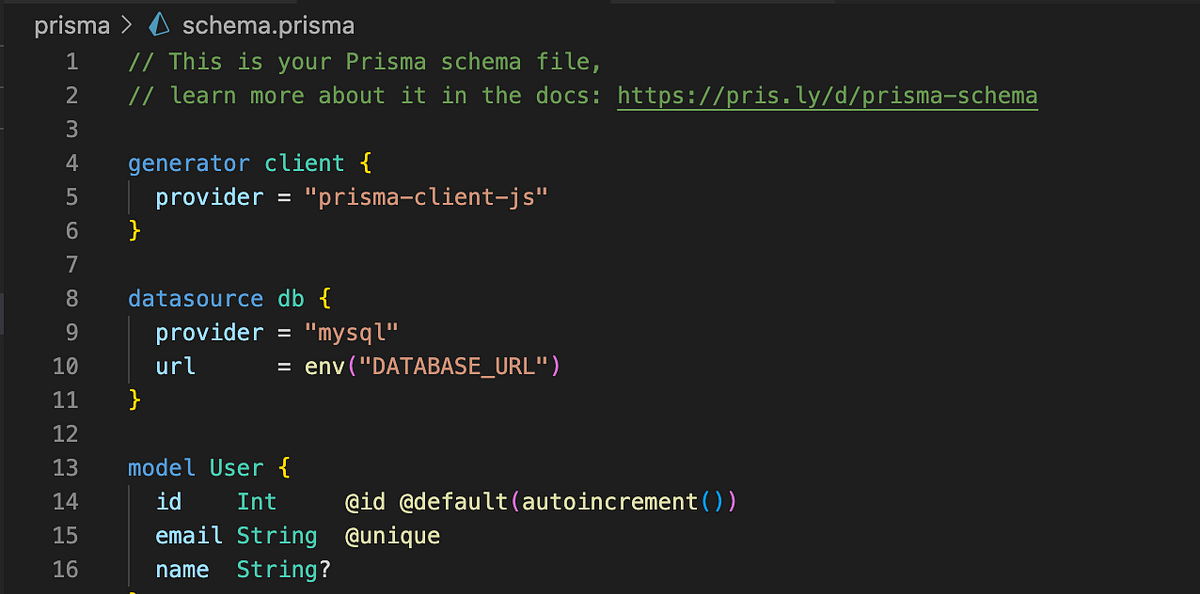 prisma > schema.prisma
1 // This is your Prisma schema file,
2 // learn more about it in the docs: https://pris.ly/d/prisma-schema
3
4 generator client {
5   provider = "prisma-client-js"
6 }
7
8 datasource db {
9   provider = "mysql"
10   url      = env("DATABASE_URL")
11 }
12
13 model User {
14   id    Int     @id @default(autoincrement())
15   email String  @unique
16   name  String?